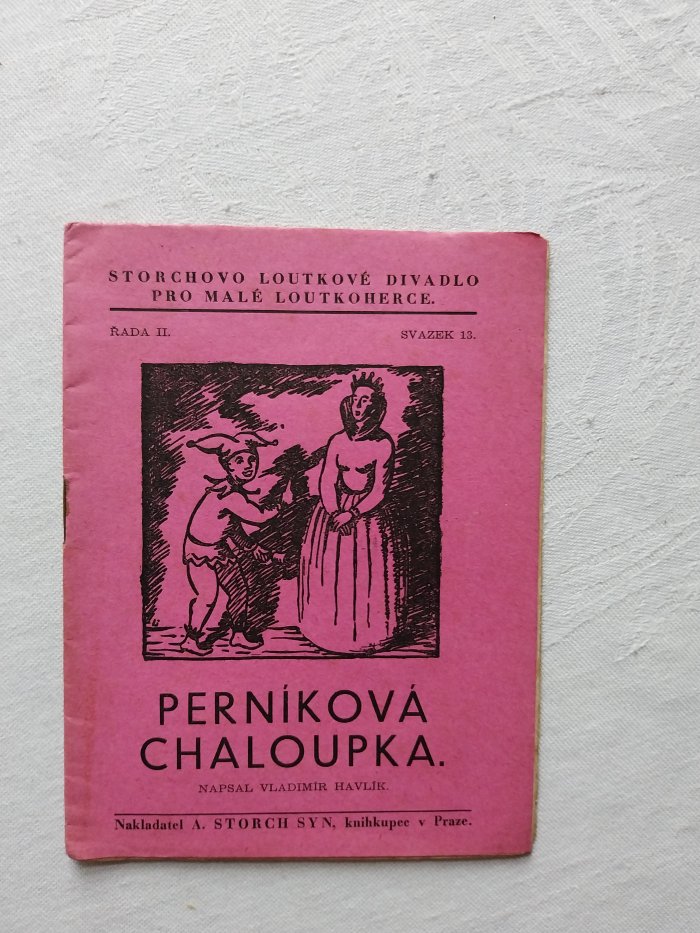 STORCHOVO LOUTKOVÉ DIVADLO
PRO MALÉ LOUTKOHERCE.
ŘADA II. SVAZEK 13.
PERNÍKOVÁ
CHALOUPKA.
NAPSAL VLADIMÍR HAVLÍK.
Nakladatel A. STORCH SYN, knihkupec v Praze.